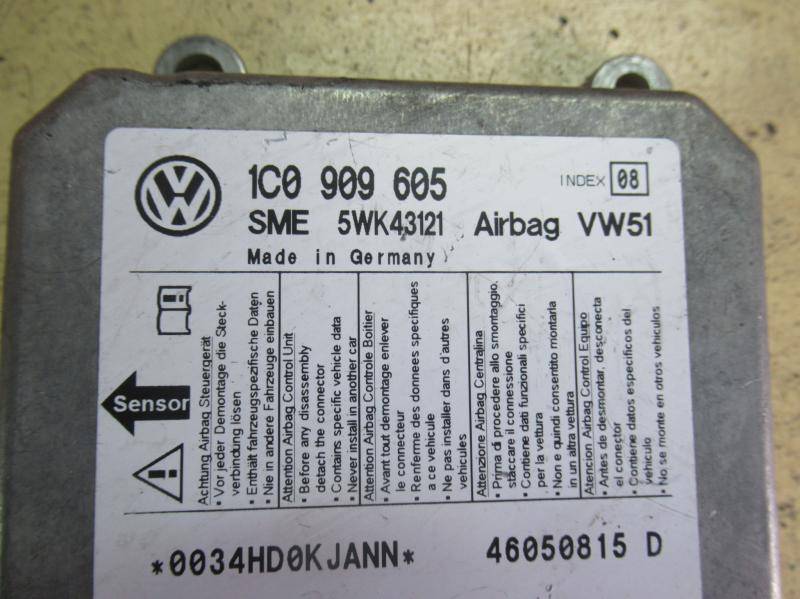 1C0 909 605 INDEX 08
SME 5WK43121 Airbag VW51
Made in Germany
Sensor
Achtung Airbag Steuergerät
• Vor jeder Demontage die Steck-
verbindung lösen
• Enthält fahrzeugspezifische Daten
• Nie in andere Fahrzeuge einbauen
Attention Airbag Control Unit
• Before any disassembly
detach the connector
• Contains specific vehicle data
• Never install in another car
Attention Airbag Controle Boitier
• Avant tout demontage enlever
le connecteur
• Renferme des donnees specifiques
a ce vehicule
• Ne pas installer dans d'autres
vehicules
Attenzione Airbag Centralina
• Prima di procedere allo smontaggio,
staccare il connessione
• Contiene dati funzionali specifici
per la vettura
• Non e quindi consentito montarla
in un altra vettura
Atencion Airbag Control Equipo
• Antes de desmontar, desconecta
el conector
• Contiene datos especificos del
vehiculo
• No se monte en otros vehiculos
*0034HD0KJANN* 46050815 D